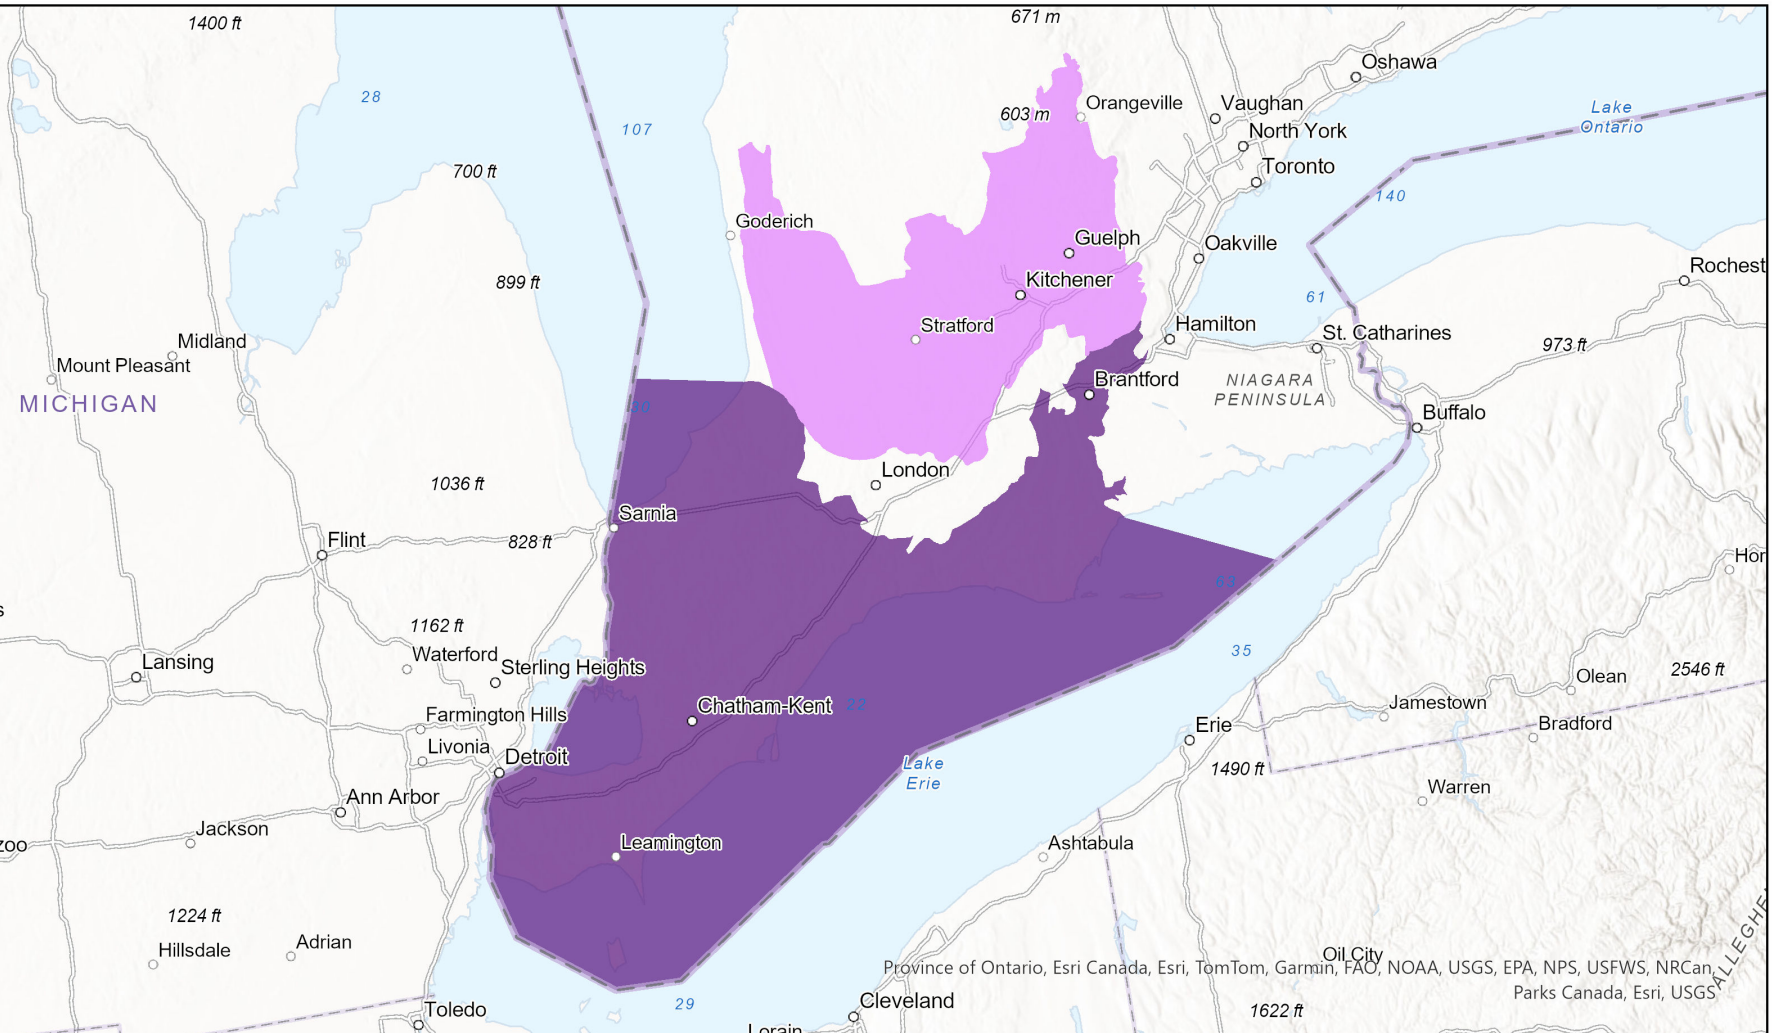 1400 ft
671 m
Oshawa
28
603 m
Orangeville
Vaughan
Lake
Ontario
107
North York
700 ft
Toronto
140
Goderich
Guelph
Oakville
Rochest
899 ft
Kitchener
61
Stratford
Hamilton
St. Catharines
Midland
973 ft
Mount Pleasant
Brantford
NIAGARA
PENINSULA
MICHIGAN
Buffalo
London
1036 ft
Sarnia
Flint
828 ft
Hor
63
s
1162 ft
35
Waterford
Lansing
Sterling Heights
2546 ft
Olean
Chatham-Kent
22
Jamestown
Farmington Hills
Erie
Bradford
Livonia
Detroit
Lake
Erie
1490 ft
Warren
Ann Arbor
Jackson
zoo
Leamington
Ashtabula
1224 ft
Adrian
Hillsdale
ALLEGHE
Oil City
Province of Ontario, Esri Canada, Esri, TomTom, Garmin, FAO, NOAA, USGS, EPA, NPS, USFWS, NRCan,
Parks Canada, Esri, USGS
29
Cleveland
Toledo
1622 ft
Lorain